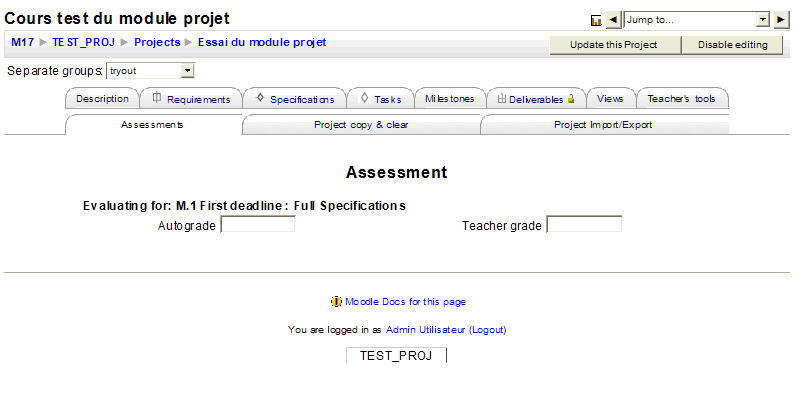 Cours test du module projet
Jump to...
M17 ► TEST_PROJ ► Projects ► Essai du module projet
Update this Project
Disable editing
Separate groups: tryout
Description Requirements Specifications Tasks Milestones Deliverables Views Teacher's tools
Assessments Project copy & clear Project Import/Export
Assessment
Evaluating for: M.1 First deadline : Full Specifications
Autograde Teacher grade
Moodle Docs for this page
You are logged in as Admin Utilisateur (Logout)
TEST_PROJ